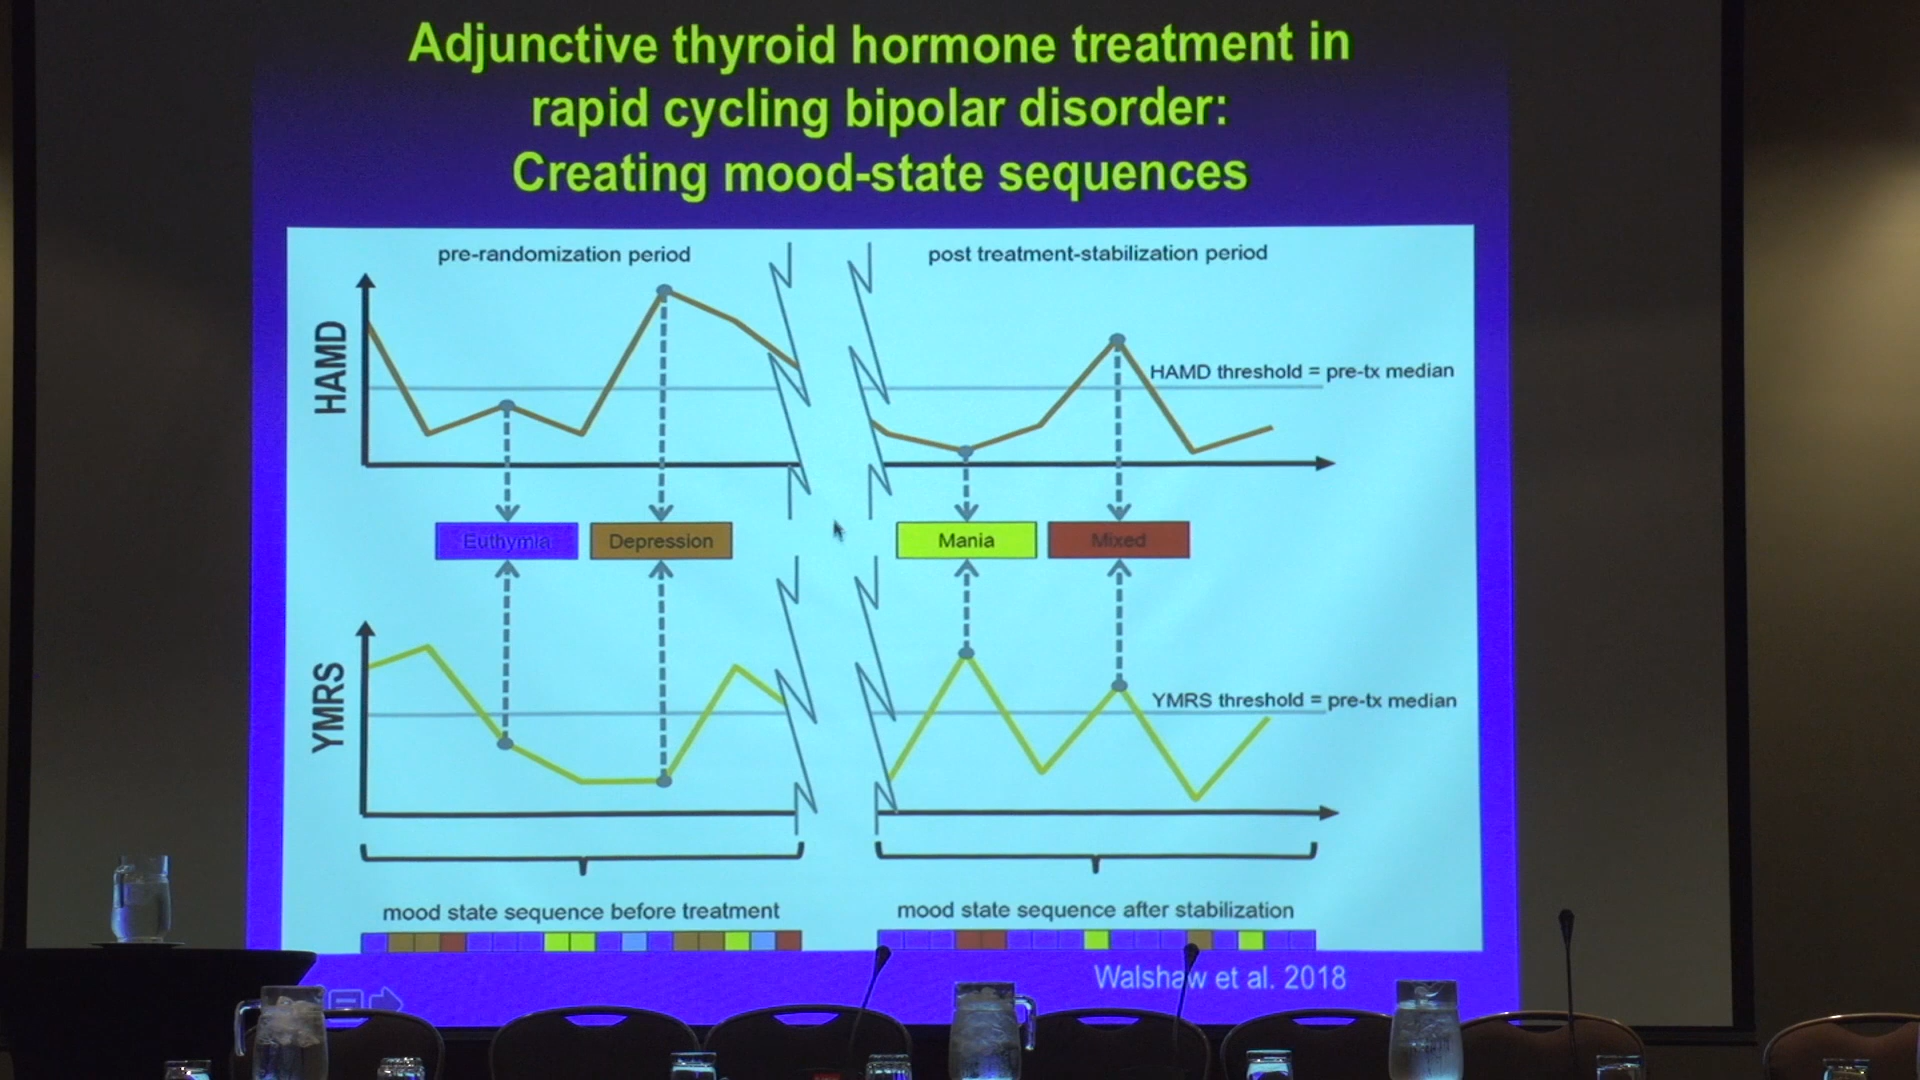 Adjunctive thyroid hormone treatment in
rapid cycling bipolar disorder:
Creating mood-state sequences
pre-randomization period
post treatment-stabilization period
HAMD
HAMD threshold = pre-tx median
Euthymia
Depression
Mania
Mixed
YMRS
YMRS threshold = pre-tx median
mood state sequence before treatment
mood state sequence after stabilization
Walshaw et al. 2018